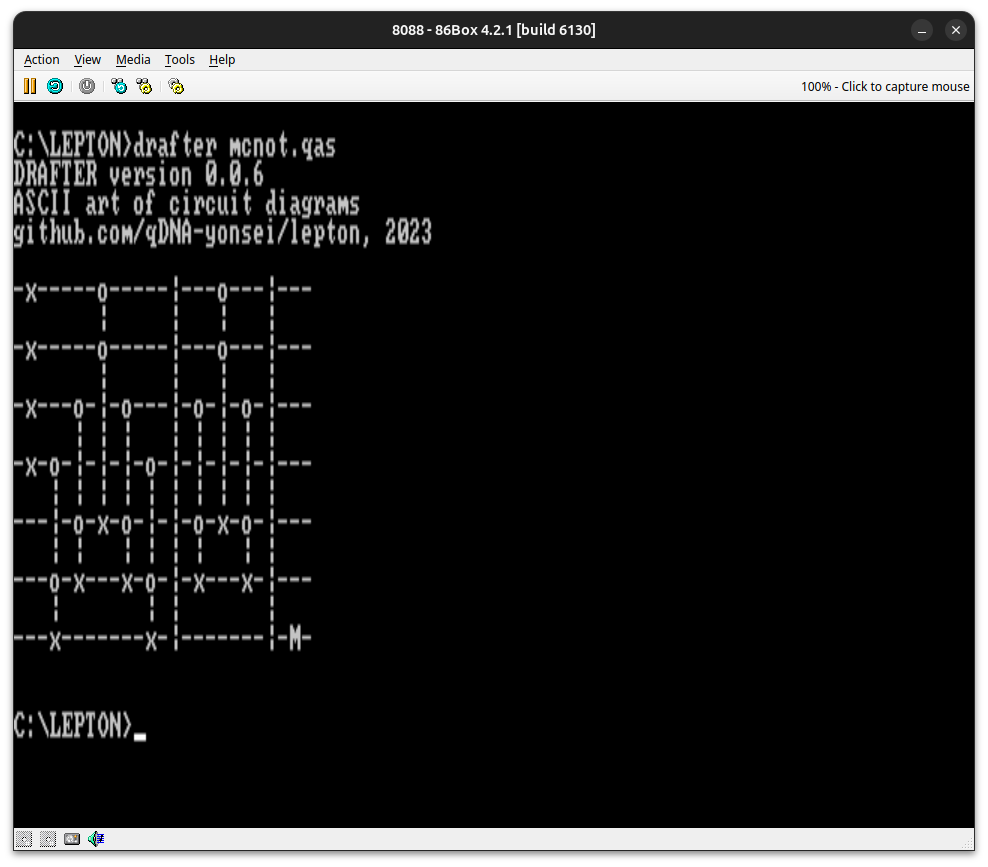 8088 - 86Box 4.2.1 [build 6130]
Action View Media Tools Help
100% - Click to capture mouse
C:\LEPTON>drafter mcnot.qas
DRAFTER version 0.0.6
ASCII art of circuit diagrams
github.com/qDNA-yonsei/lepton, 2023
-X-----O-----|---O---|---
       |     |   |   |
-X-----O-----|---O---|---
       |     |   |   |
-X---O-|-O---|-O-|-O-|---
     | | |   | | | | |
-X-O-|-|-|-O-|-|-|-|-|---
   | | | | | | | | | |
---|-O-X-O-|-|-O-X-O-|---
   | |   | | | |   | |
---O-X---X-O-|-X---X-|---
   |       | |       |
---X-------X-|-------|-M-
C:\LEPTON>_